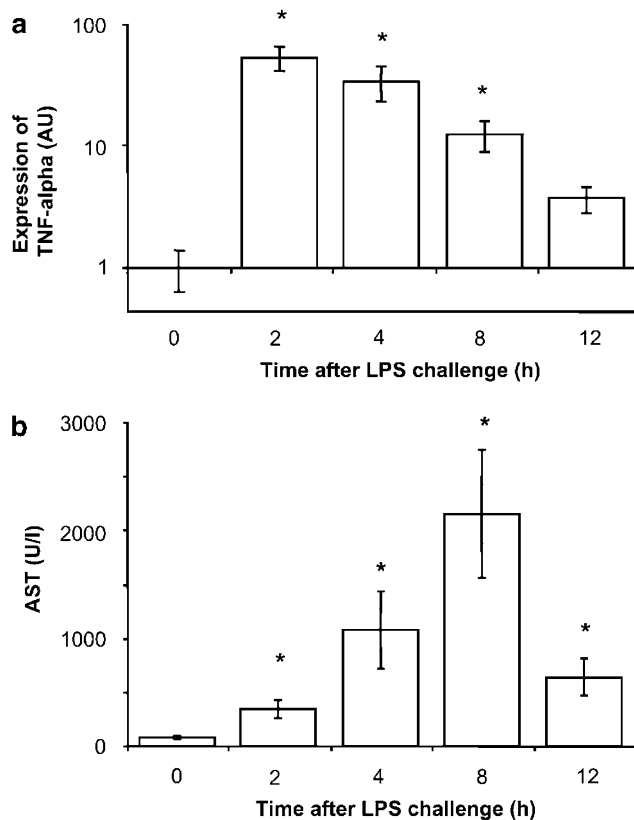 a
Expression of
TNF-alpha (AU)
100
10
1
*
*
*
0 2 4 8 12
Time after LPS challenge (h)
b
AST (U/l)
3000
2000
1000
0
*
*
*
*
0 2 4 8 12
Time after LPS challenge (h)